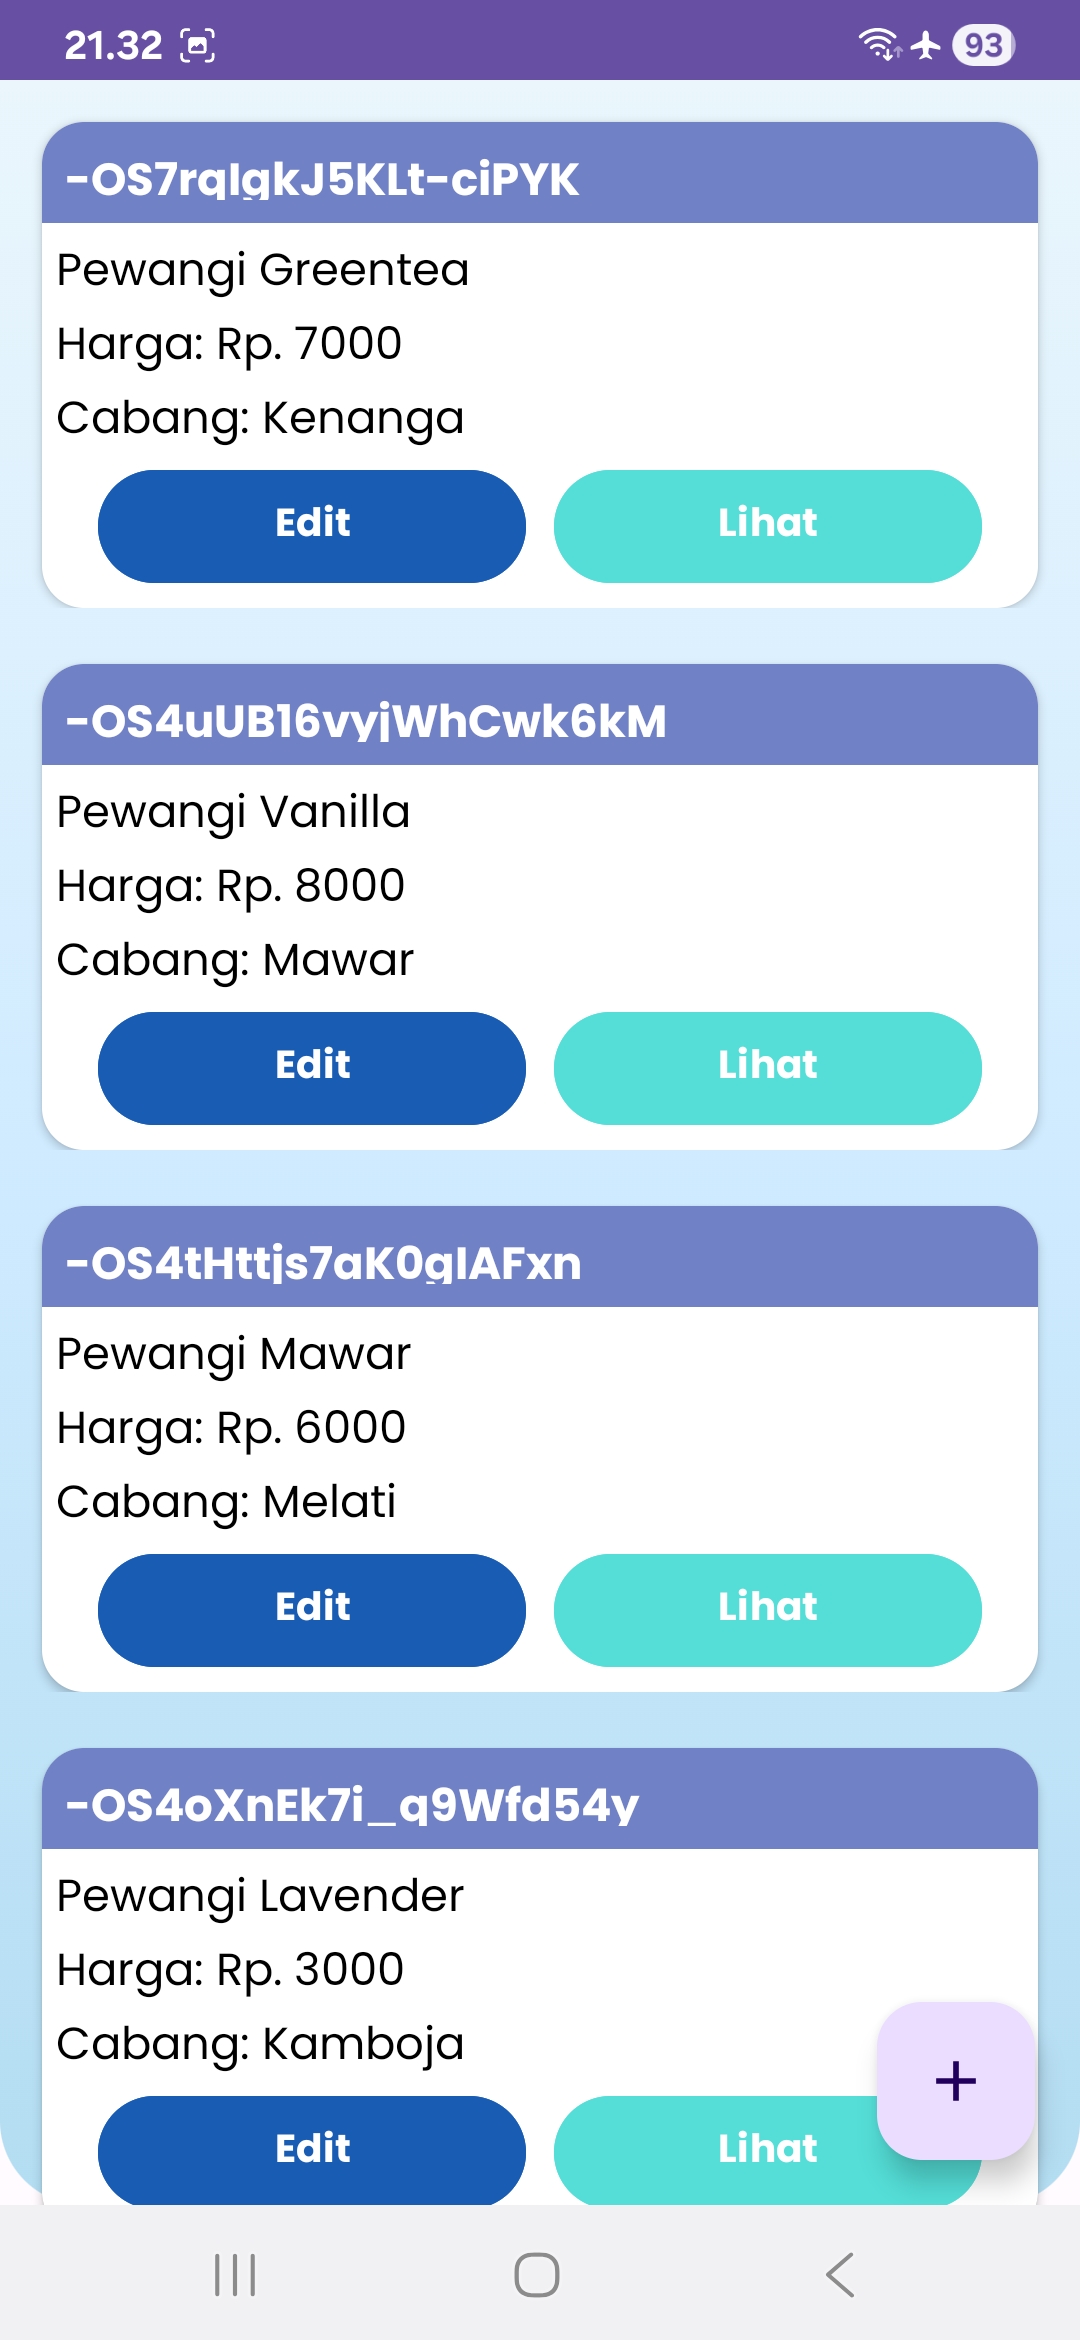 21.32
93
-OS7rqIgkJ5KLt-ciPYK
Pewangi Greentea
Harga: Rp. 7000
Cabang: Kenanga
Edit
Lihat
-OS4uUB16vyjWhCwk6kM
Pewangi Vanilla
Harga: Rp. 8000
Cabang: Mawar
Edit
Lihat
-OS4tHttjs7aK0gIAFxn
Pewangi Mawar
Harga: Rp. 6000
Cabang: Melati
Edit
Lihat
-OS4oXnEk7i_q9Wfd54y
Pewangi Lavender
Harga: Rp. 3000
Cabang: Kamboja
Edit
Lihat
+